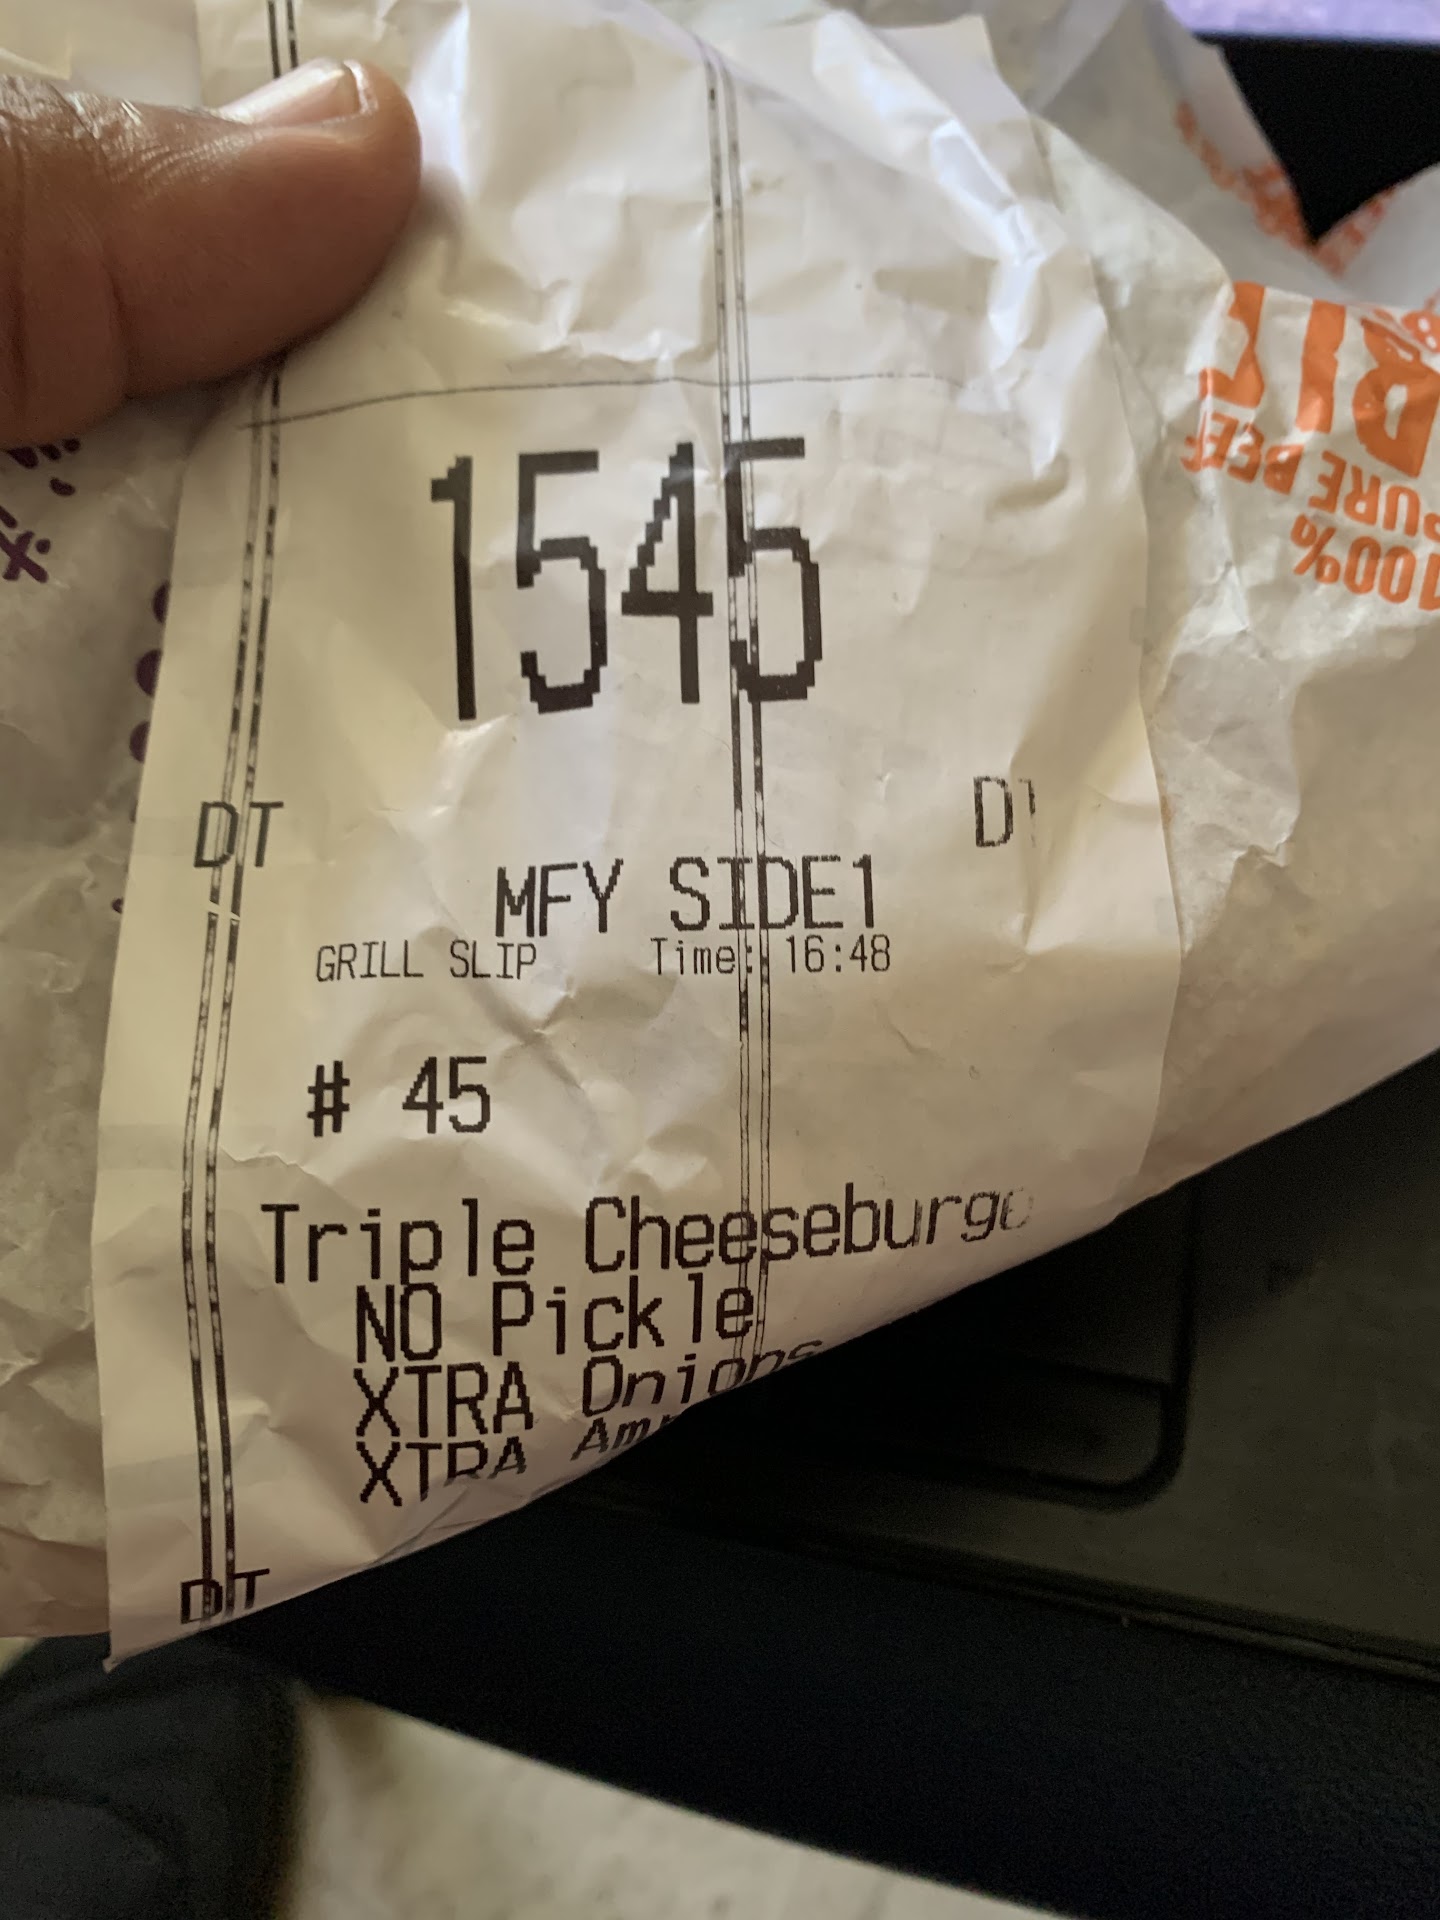 1545
DT
MFY SIDE1
GRILL SLIP Time: 16:48
# 45
Triple Cheeseburge
NO Pickle
XTRA Onions
XTRA
DT
BIG
PURE BEEF
100%